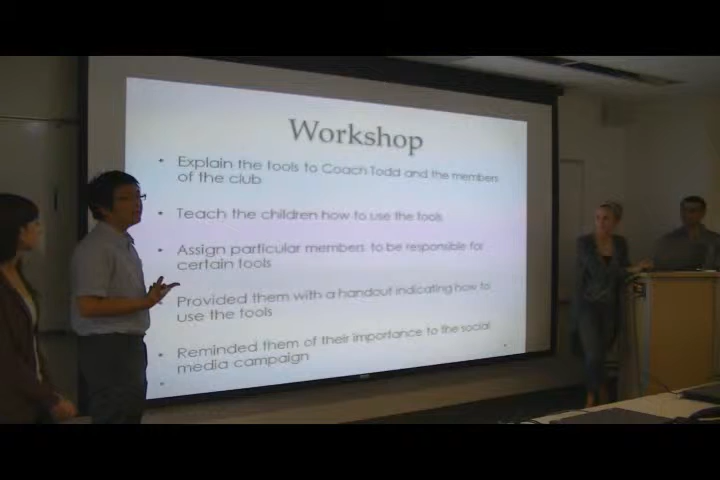 Workshop
• Explain the tools to Coach Todd and the members
of the club
• Teach the children how to use the tools
• Assign particular members to be responsible for
certain tools
Provided them with a handout indicating how to
use the tools
• Reminded them of their importance to the social
media campaign